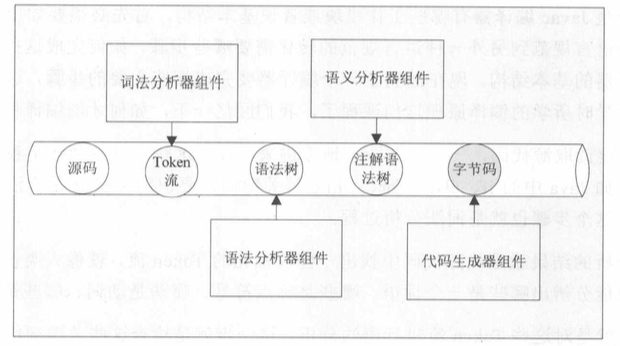 词法分析器组件
语义分析器组件
源码
Token
流
语法树
注解语
法树
字节码
语法分析器组件
代码生成器组件